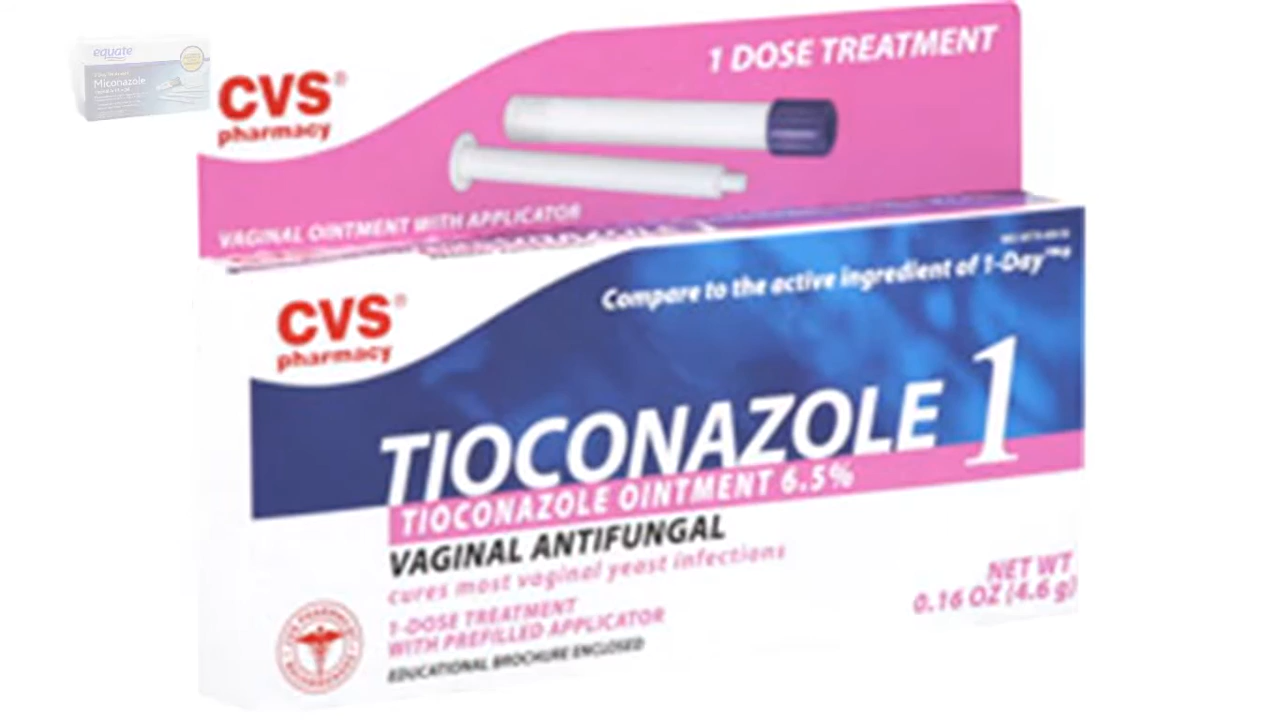 equate
Miconazole
CVS®
pharmacy
1 DOSE TREATMENT
VAGINAL OINTMENT WITH APPLICATOR
CVS®
pharmacy
Compare to the active ingredient of 1-Day™*
TIOCONAZOLE 1
TIOCONAZOLE OINTMENT 6.5%
VAGINAL ANTIFUNGAL
cures most vaginal yeast infections
1-DOSE TREATMENT
WITH PREFILLED APPLICATOR
EDUCATIONAL BROCHURE ENCLOSED
NET WT
0.16 OZ (4.6 g)